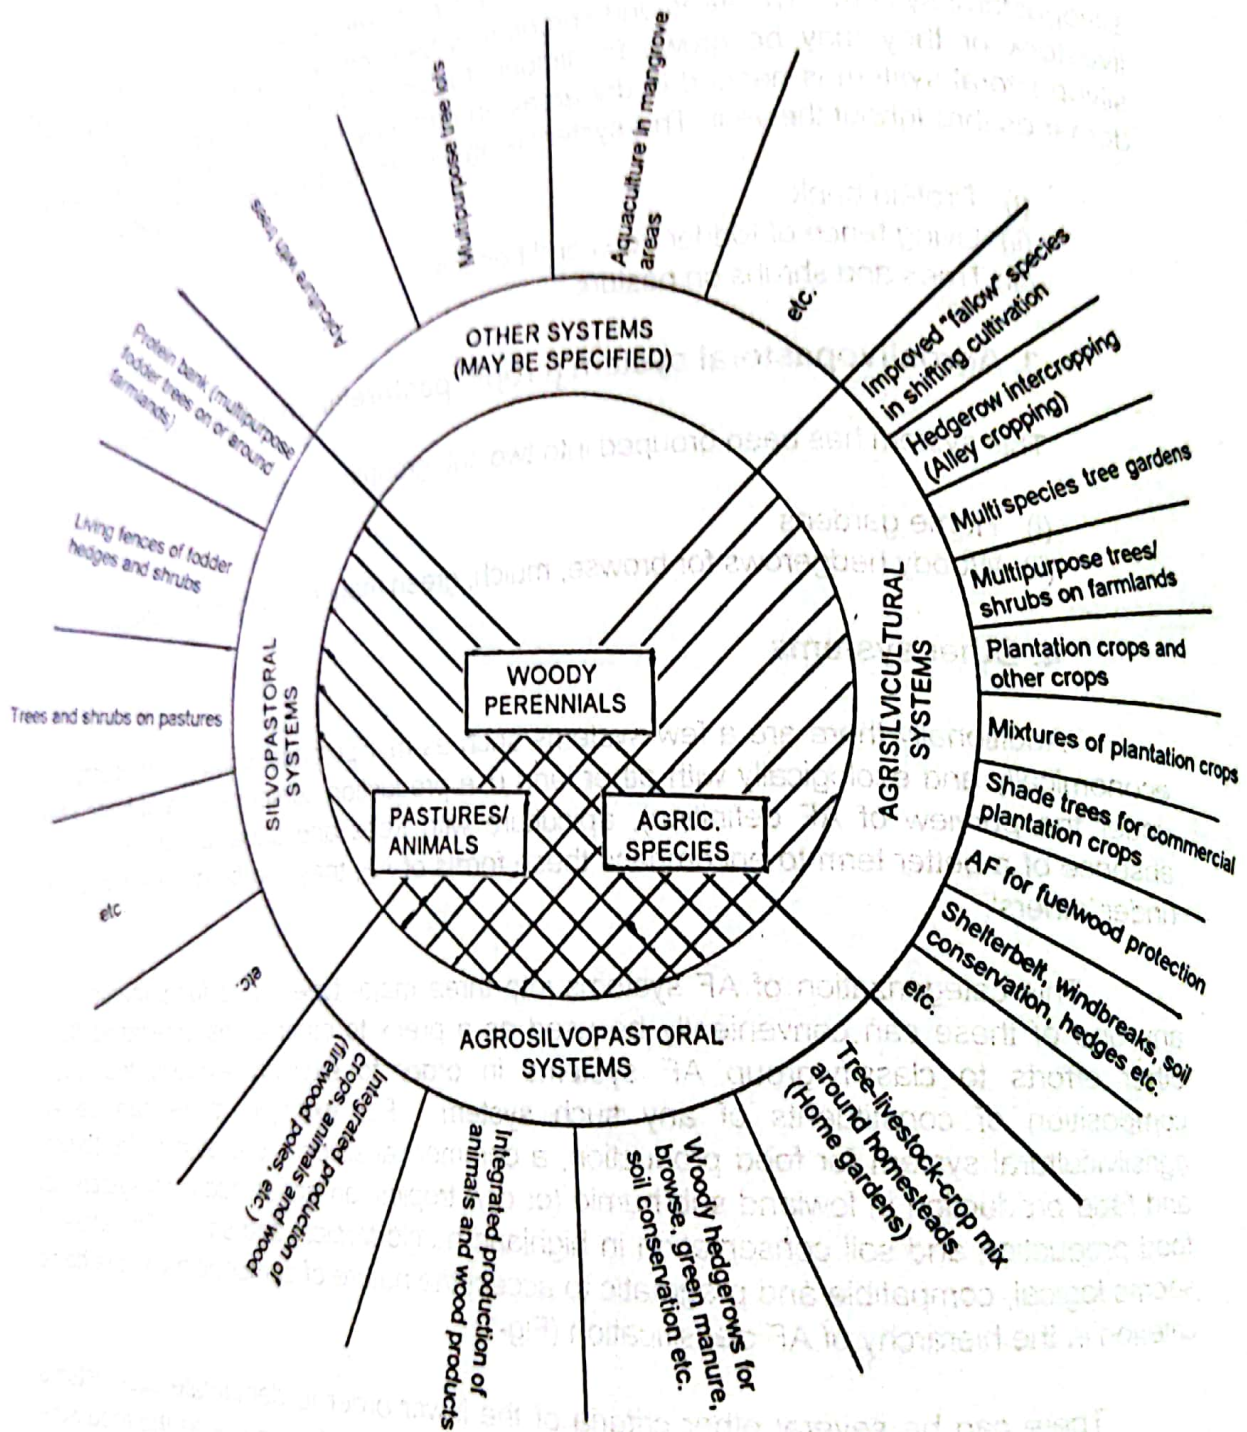 Multipurpose tree lots
Aquaculture in mangrove
areas
etc.
Apiculture with trees
OTHER SYSTEMS
(MAY BE SPECIFIED)
Improved "fallow" species
in shifting cultivation
Hedgerow intercropping
(Alley cropping)
Multispecies tree gardens
Multipurpose trees/
shrubs on farmlands
Plantation crops and
other crops
Mixtures of plantation crops
Shade trees for commercial
plantation crops
AF for fuelwood protection
Shelterbelt, windbreaks, soil
conservation, hedges etc.
etc.
AGRISILVICULTURAL
SYSTEMS
Protein bank (multipurpose
fodder trees on or around
farmlands)
Living fences of fodder
hedges and shrubs
Trees and shrubs on pastures
etc
etc.
SILVOPASTORAL
SYSTEMS
WOODY
PERENNIALS
PASTURES/
ANIMALS
AGRIC.
SPECIES
AGROSILVOPASTORAL
SYSTEMS
Tree-livestock-crop mix
around homesteads
(Home gardens)
Woody hedgerows for
browse, green manure,
soil conservation etc.
Integrated production of
animals and wood products
Integrated production of
crops, animals and wood
(firewood poles, etc.)